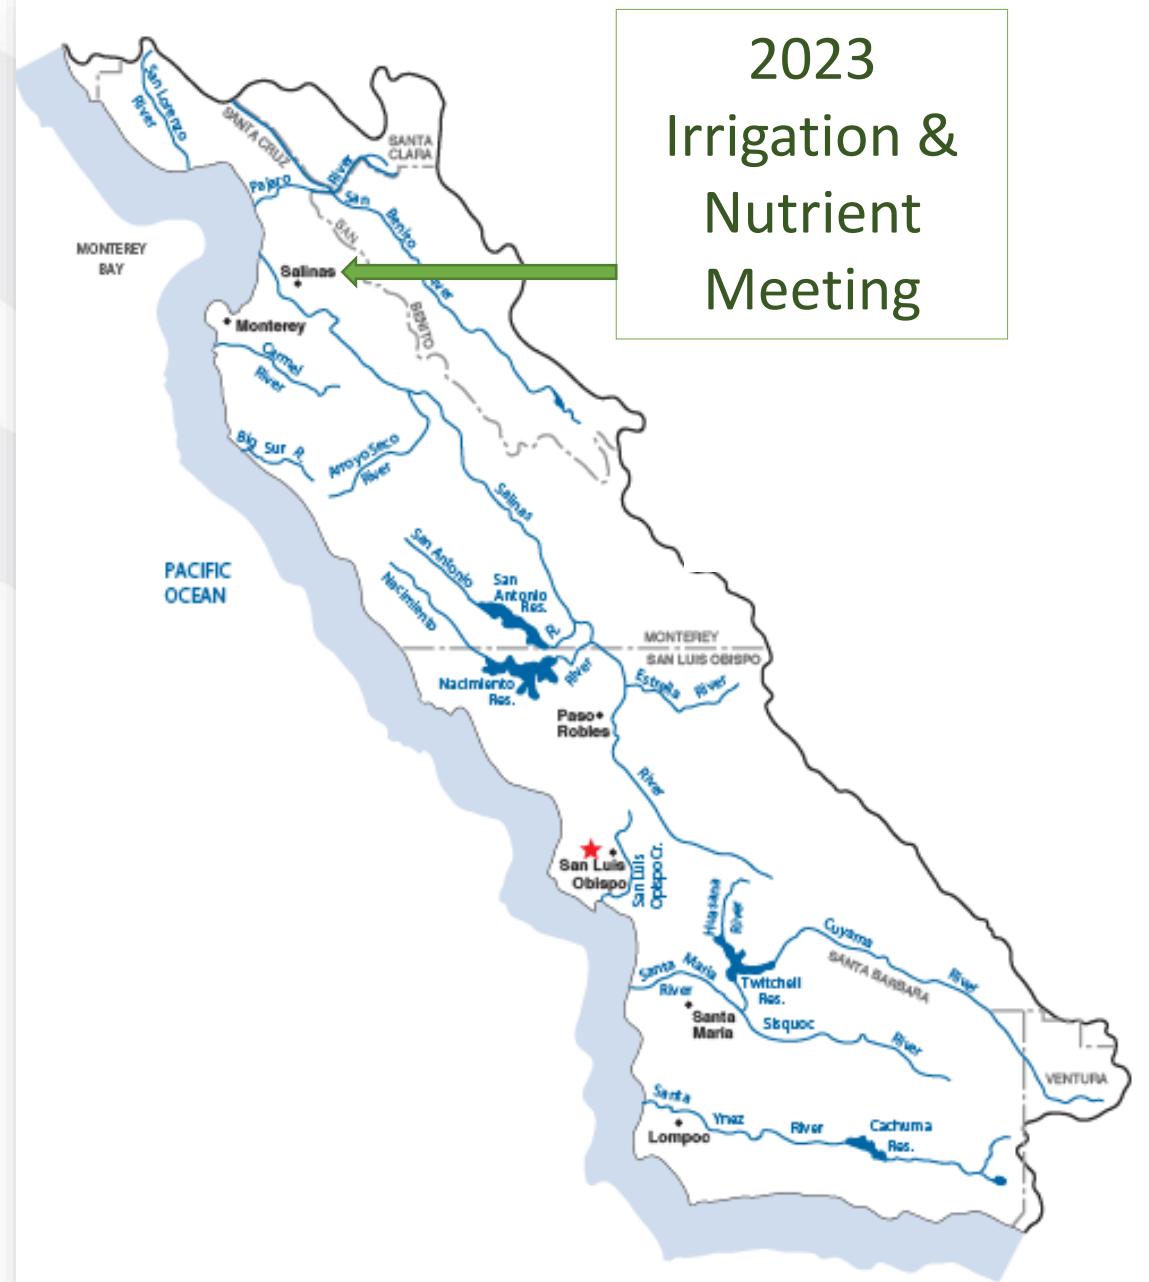 2023
Irrigation &
Nutrient
Meeting
San Lorenzo
River
SANTA CRUZ
SANTA
CLARA
Pajaro
River
San
Benito
River
SAN
BENITO
MONTEREY
BAY
Salinas
Monterey
Carmel
River
Big Sur R.
Arroyo Seco
River
Salinas
PACIFIC
OCEAN
San Antonio
San
Antonio
Res.
R.
Nacimiento
MONTEREY
SAN LUIS OBISPO
Nacimiento
Res.
River
Estrella River
Paso
Robles
River
San Luis
Obispo
San Luis
Opispo Cr.
Huasana
River
Cuyama
River
SANTA BARBARA
Santa Maria
River
Twitchell
Res.
Santa
Maria
Sisquoc
River
VENTURA
Santa
Ynez
River
Cachuma
Res.
Lompoc